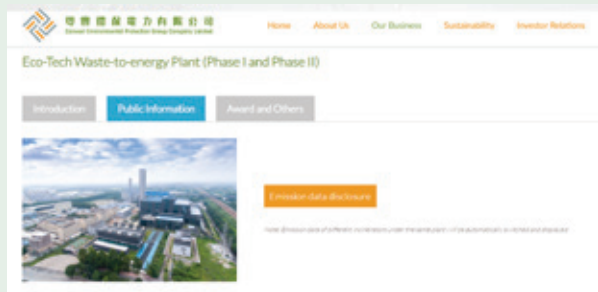 粵豐環保電力有限公司
Canvest Environmental Protection Group Company Limited
Home About Us Our Business Sustainability Investor Relations
Eco-Tech Waste-to-energy Plant (Phase I and Phase II)
Introduction Public Information Award and Others
Emission data disclosure